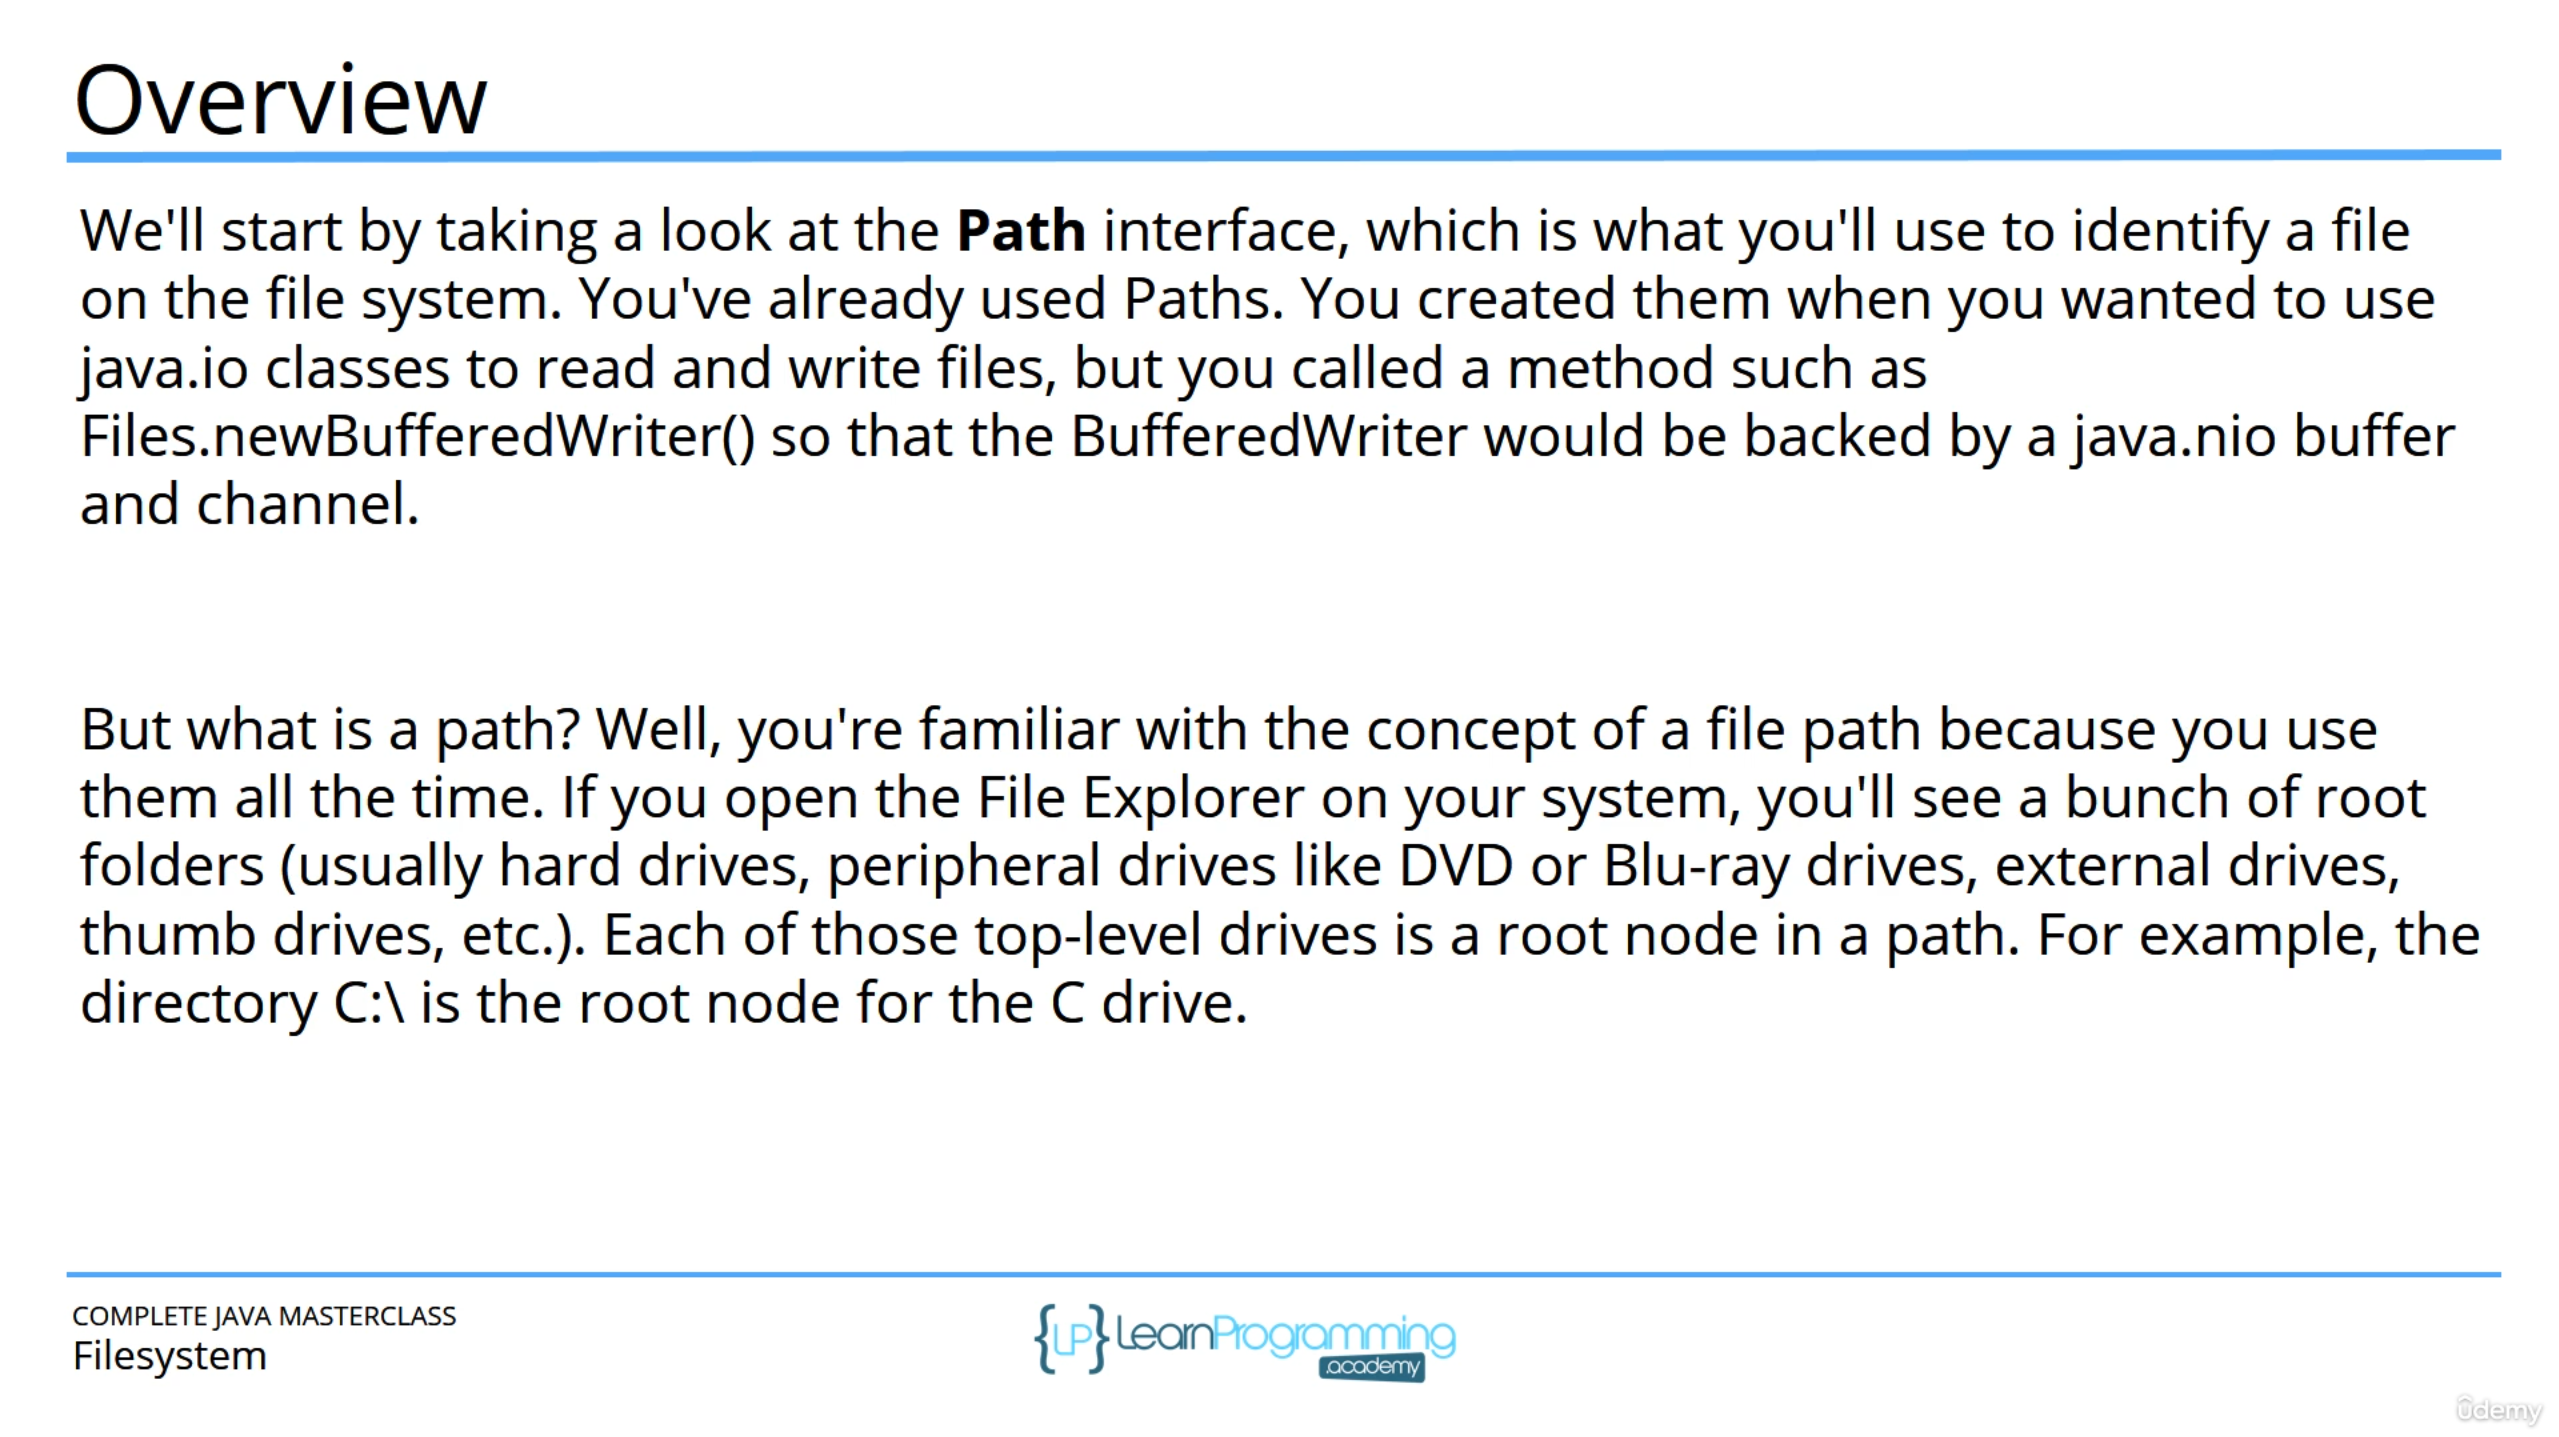 Overview
We'll start by taking a look at the Path interface, which is what you'll use to identify a file
on the file system. You've already used Paths. You created them when you wanted to use
java.io classes to read and write files, but you called a method such as
Files.newBufferedWriter() so that the BufferedWriter would be backed by a java.nio buffer
and channel.
But what is a path? Well, you're familiar with the concept of a file path because you use
them all the time. If you open the File Explorer on your system, you'll see a bunch of root
folders (usually hard drives, peripheral drives like DVD or Blu-ray drives, external drives,
thumb drives, etc.). Each of those top-level drives is a root node in a path. For example, the
directory C:\ is the root node for the C drive.
COMPLETE JAVA MASTERCLASS
Filesystem
{LP} LearnProgramming
.academy
ûdemy